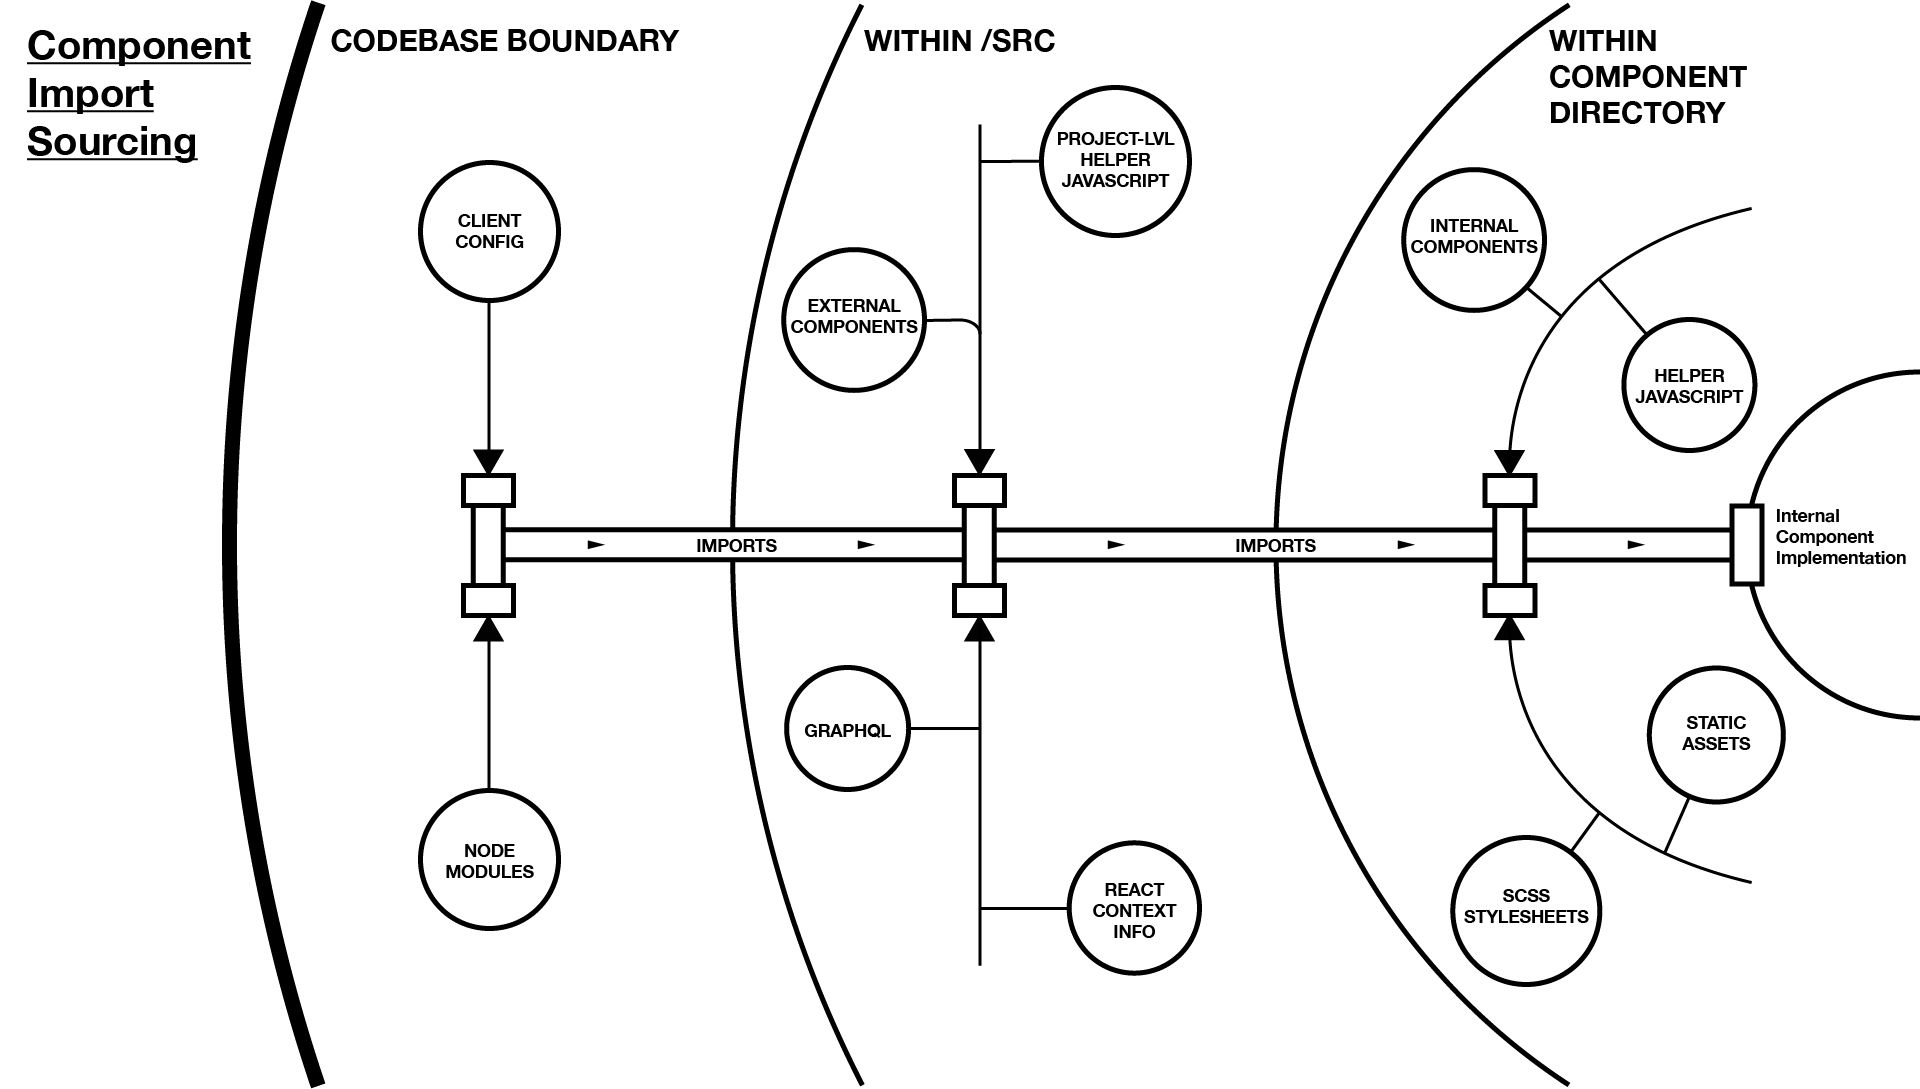 Component
Import
Sourcing
CODEBASE BOUNDARY
CLIENT
CONFIG
NODE
MODULES
IMPORTS
WITHIN /SRC
PROJECT-LVL
HELPER
JAVASCRIPT
EXTERNAL
COMPONENTS
GRAPHQL
REACT
CONTEXT
INFO
IMPORTS
WITHIN
COMPONENT
DIRECTORY
INTERNAL
COMPONENTS
HELPER
JAVASCRIPT
Internal
Component
Implementation
STATIC
ASSETS
SCSS
STYLESHEETS